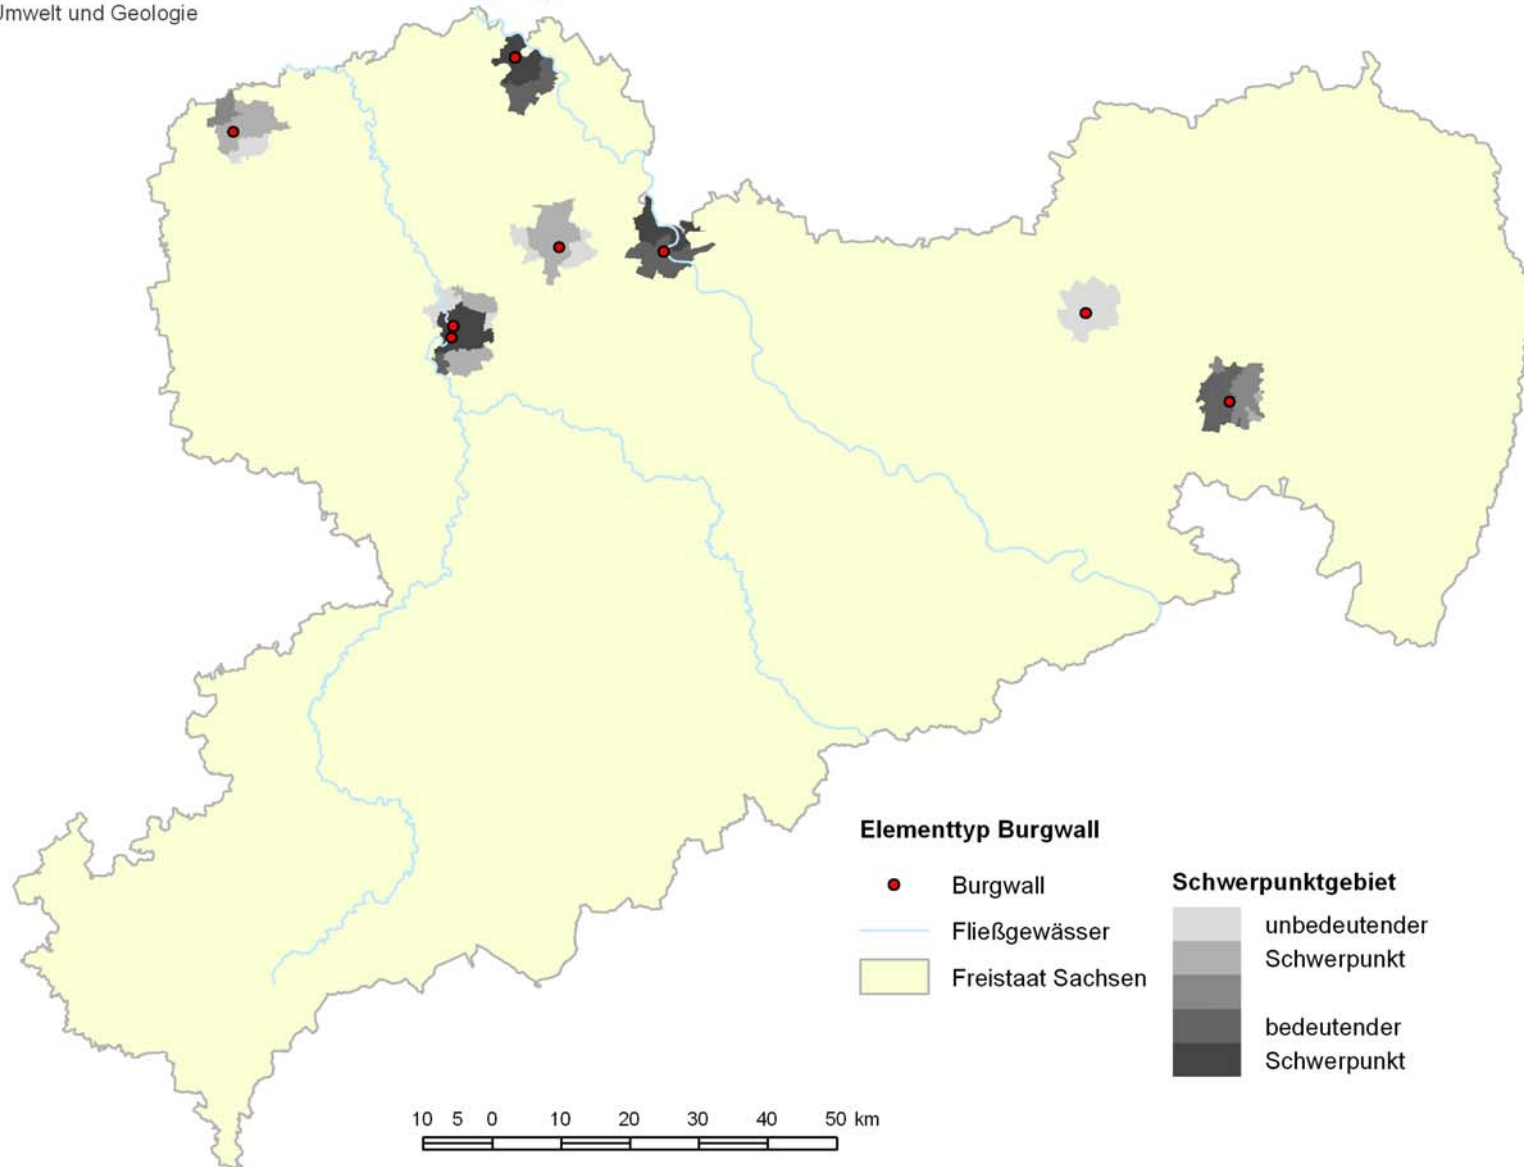 Umwelt und Geologie
Elementtyp Burgwall
Burgwall
Fließgewässer
Freistaat Sachsen
Schwerpunktgebiet
unbedeutender
Schwerpunkt
bedeutender
Schwerpunkt
10 5 0 10 20 30 40 50 km